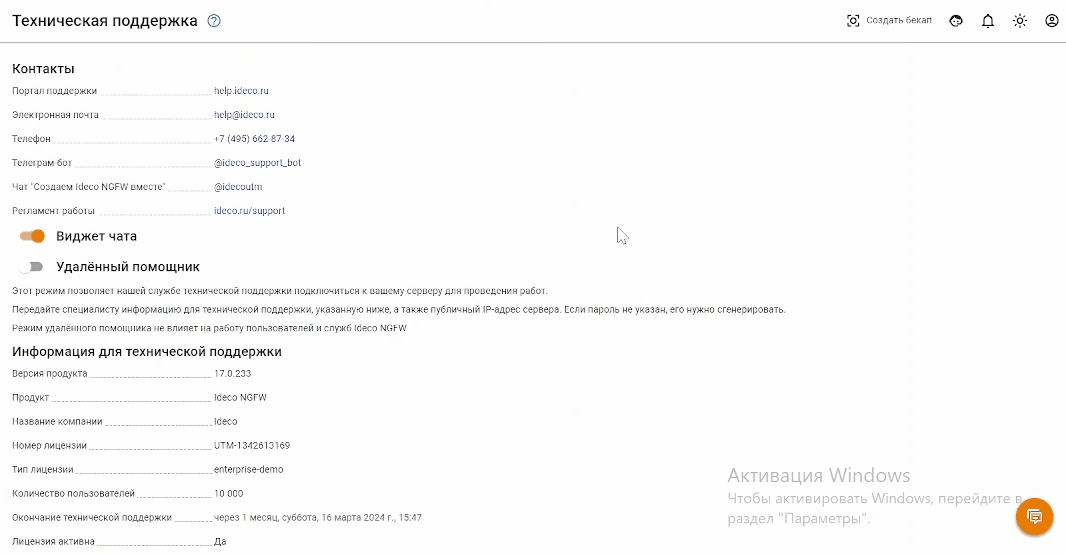 Техническая поддержка ?
Создать бекап
Контакты
Портал поддержки help.ideco.ru
Электронная почта help@ideco.ru
Телефон +7 (495) 662-87-34
Телеграм-бот @ideco_support_bot
Чат "Создаем Ideco NGFW вместе" @idecoutm
Регламент работы ideco.ru/support
Виджет чата
Удалённый помощник
Этот режим позволяет нашей службе технической поддержки подключиться к вашему серверу для проведения работ.
Передайте специалисту информацию для технической поддержки, указанную ниже, а также публичный IP-адрес сервера. Если пароль не указан, его нужно сгенерировать.
Режим удалённого помощника не влияет на работу пользователей и служб Ideco NGFW
Информация для технической поддержки
Версия продукта 17.0.233
Продукт Ideco NGFW
Название компании Ideco
Номер лицензии UTM-1342613169
Тип лицензии enterprise-demo
Количество пользователей 10 000
Окончание технической поддержки через 1 месяц, суббота, 16 марта 2024 г., 15:47
Лицензия активна Да
Активация Windows
Чтобы активировать Windows, перейдите в
раздел "Параметры".